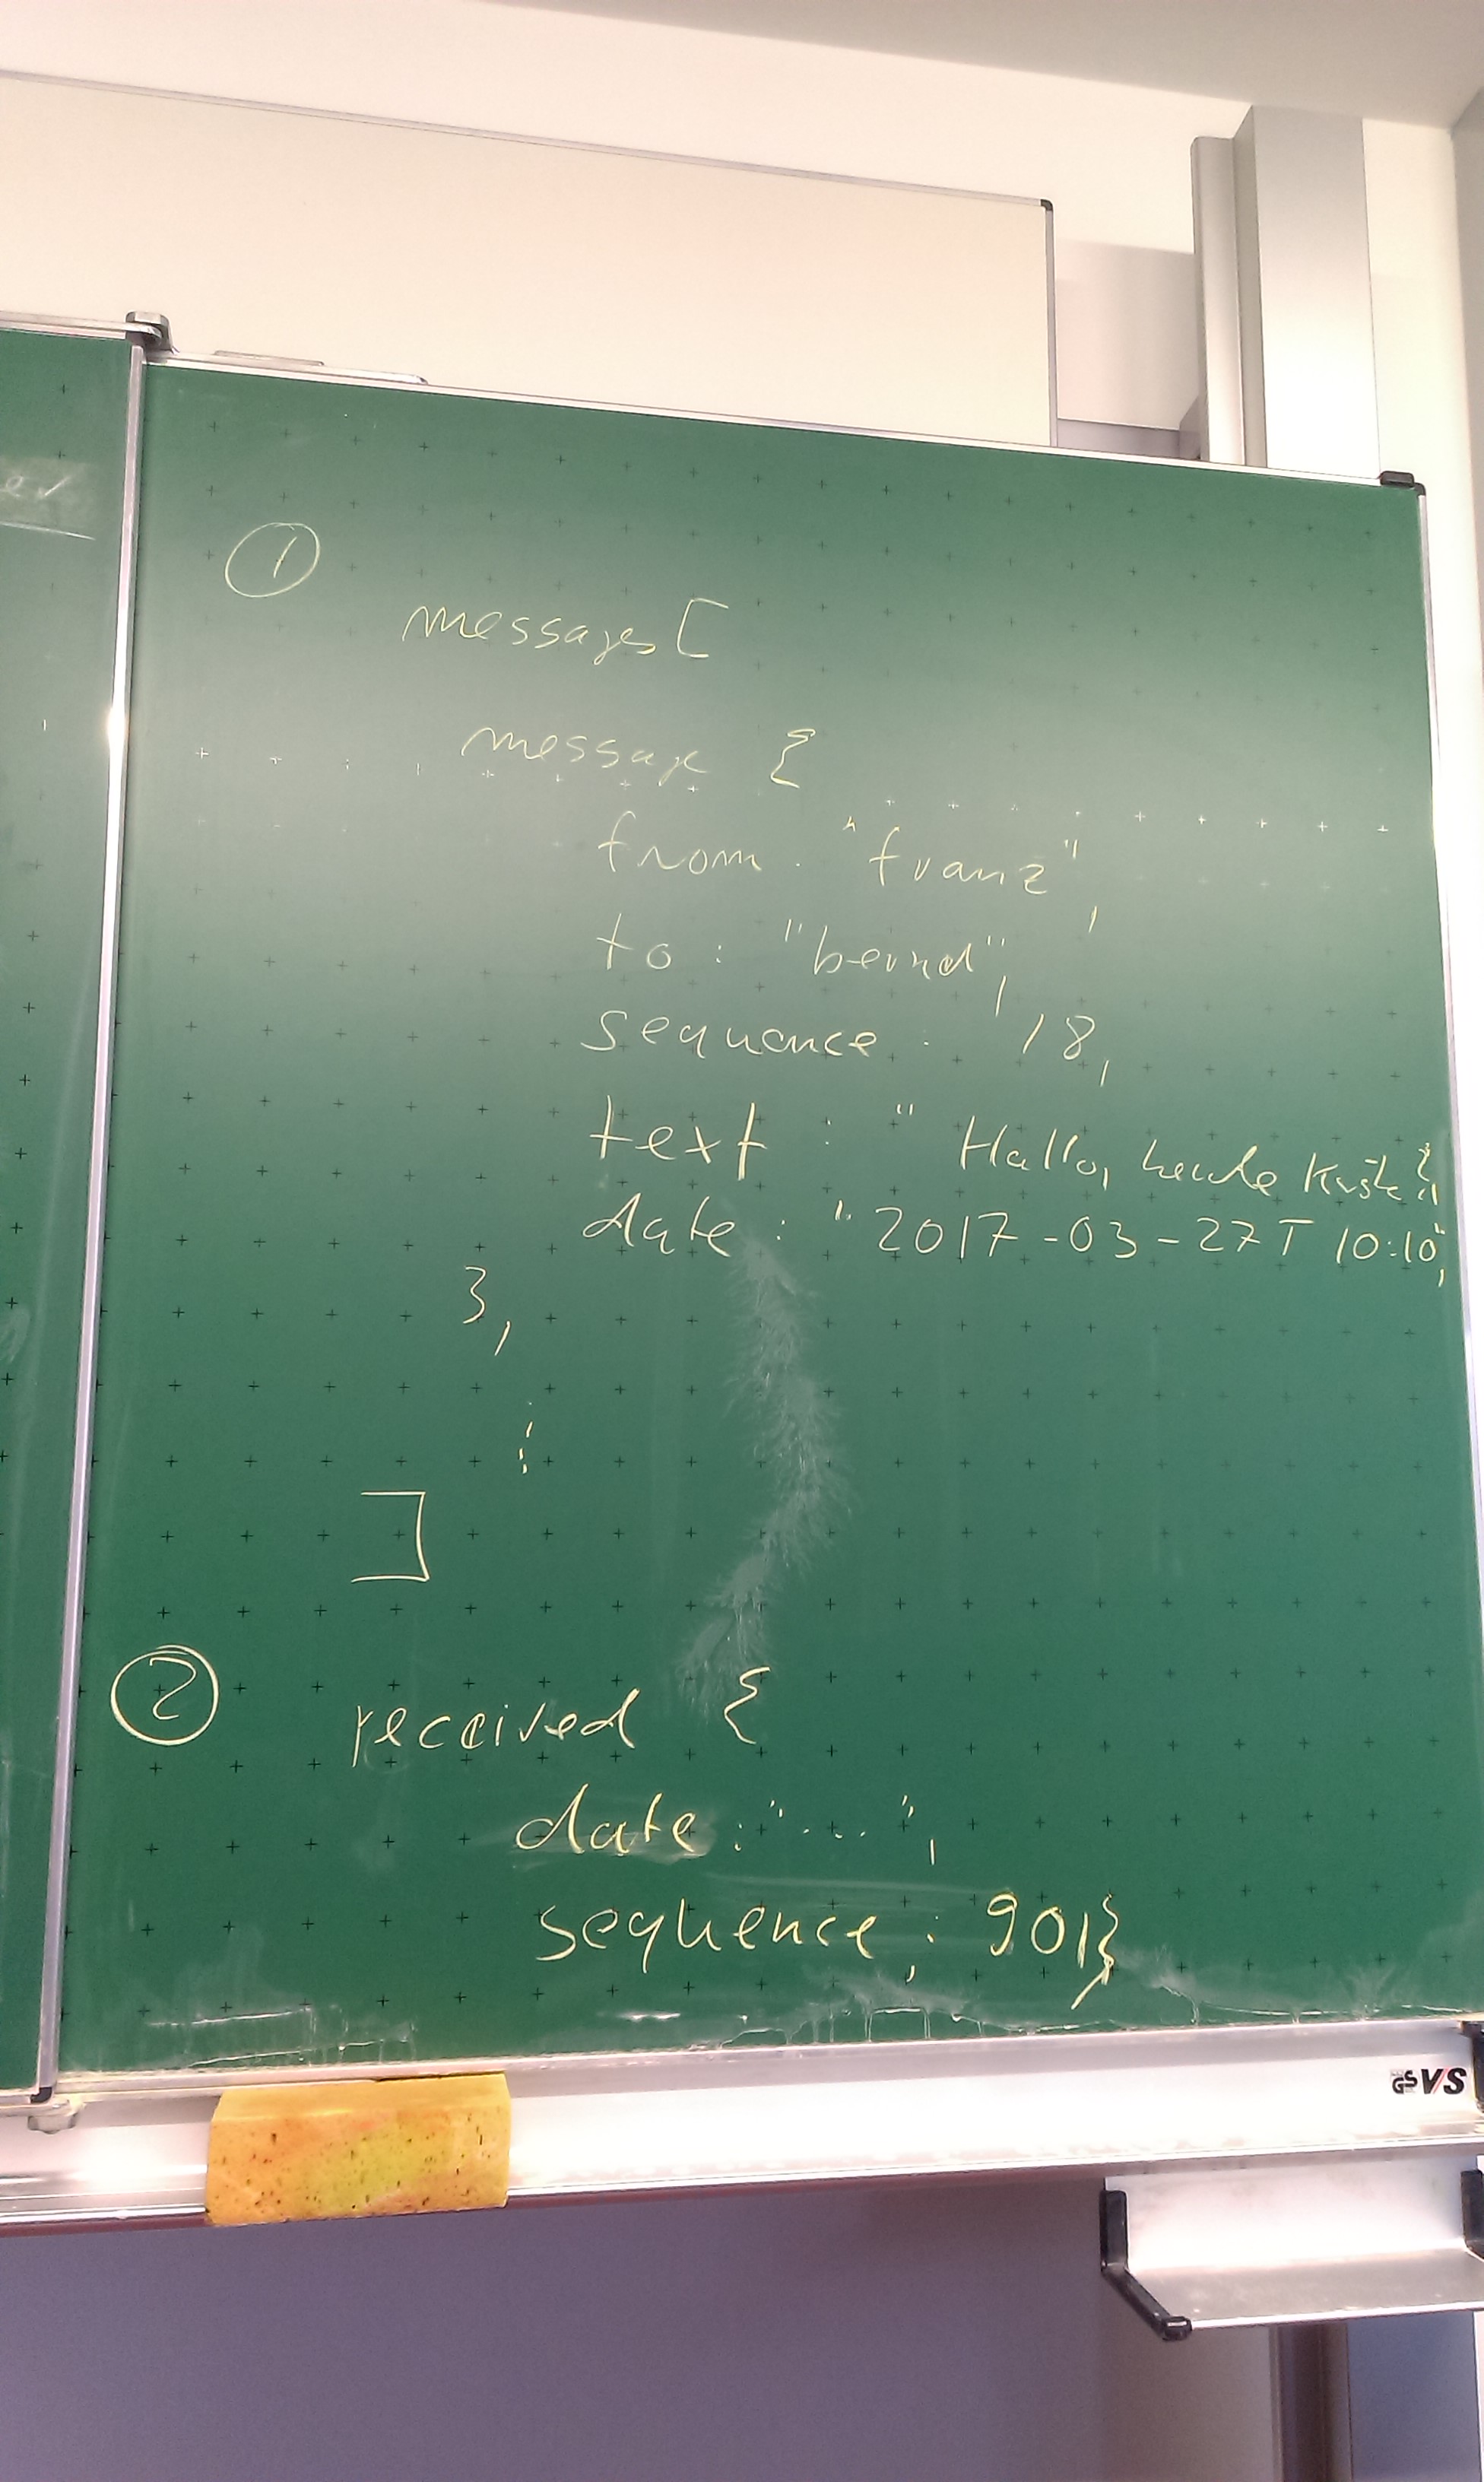 ①
messages [
message {
from : "franz",
to : "bernd",
sequence : 18,
text : " Hallo, heute
date : "2017-03-27T 10:10",
},
⋮
]
②
received {
date : "...",
sequence : 901}
GS VS